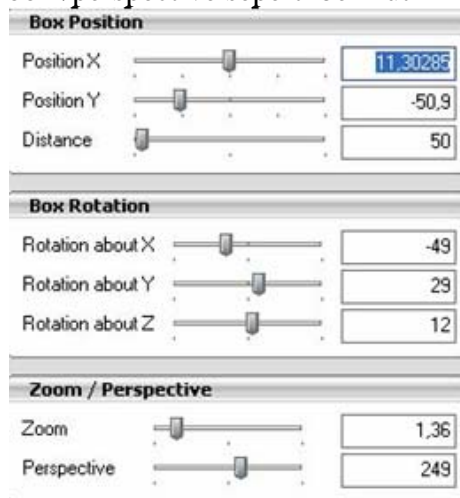 Box Position
Position X 11,30285
Position Y -50,9
Distance 50
Box Rotation
Rotation about X -49
Rotation about Y 29
Rotation about Z 12
Zoom / Perspective
Zoom 1,36
Perspective 249